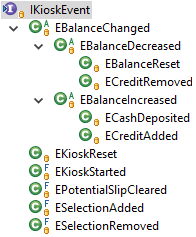 IKioskEvent
EBalanceChanged
EBalanceDecreased
EBalanceReset
ECreditRemoved
EBalanceIncreased
ECashDeposited
ECreditAdded
EKioskReset
EKioskStarted
EPotentialSlipCleared
ESelectionAdded
ESelectionRemoved